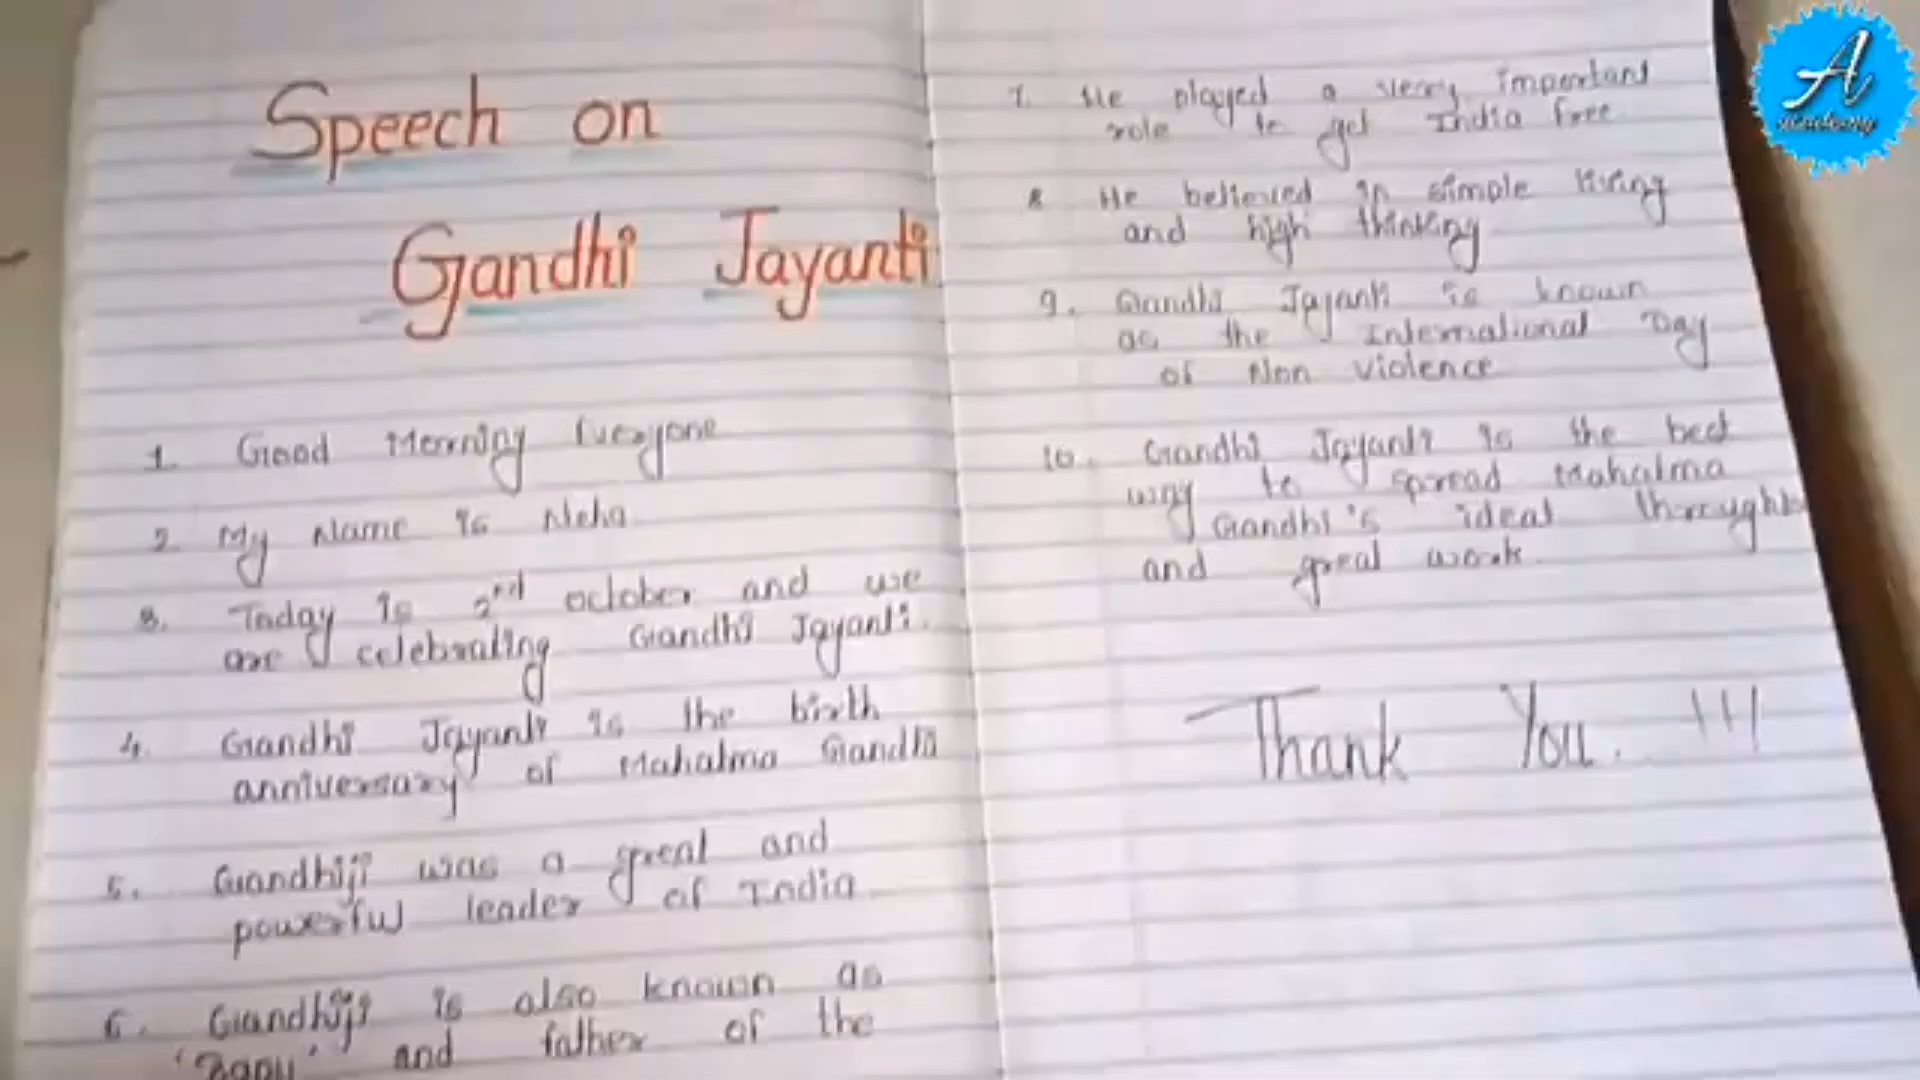 Speech on
Gandhi Jayanti
1. Good Morning Everyone
2. My Name is Neha
3. Today is 2nd october and we
are celebrating Gandhi Jayanti.
4. Gandhi Jayanti is the birth
anniversary of Mahatma Gandhi
5. Gandhiji was a great and
powerful leader of India
6. Gandhiji is also known as
'Bapu' and father of the
7. He played a very important
role to get India free
8 He believed in simple living
and high thinking
9. Gandhi Jayanti is known
as the International Day
of Non violence
10. Gandhi Jayanti is the best
way to spread Mahatma
Gandhi's ideal throughts
and great work.
Thank You. !!!
A
Academy